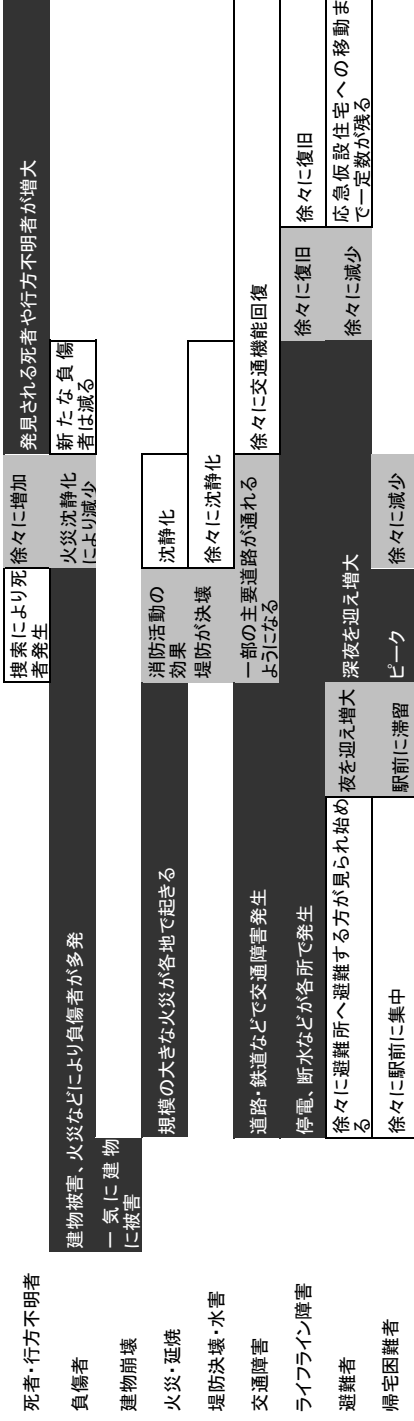 死者・行方不明者
捜索により死
者発生
徐々に増加
発見される死者や行方不明者が増大
負傷者
建物被害、火災などにより負傷者が多発
火災沈静化
により減少
新たな負傷
者は減る
建物崩壊
一気に建物
に被害
火災・延焼
規模の大きな火災が各地で起きる
消防活動の
効果
沈静化
堤防決壊・水害
堤防が決壊
徐々に沈静化
交通障害
道路・鉄道などで交通障害発生
一部の主要道路が通れる
ようになる
徐々に交通機能回復
ライフライン障害
停電、断水などが各所で発生
徐々に復旧
徐々に復旧
避難者
徐々に避難所へ避難する方が見られ始め
る
夜を迎え増大
深夜を迎え増大
徐々に減少
応急仮設住宅への移動ま
で一定数が残る
帰宅困難者
徐々に駅前に集中
駅前に滞留
ピーク
徐々に減少